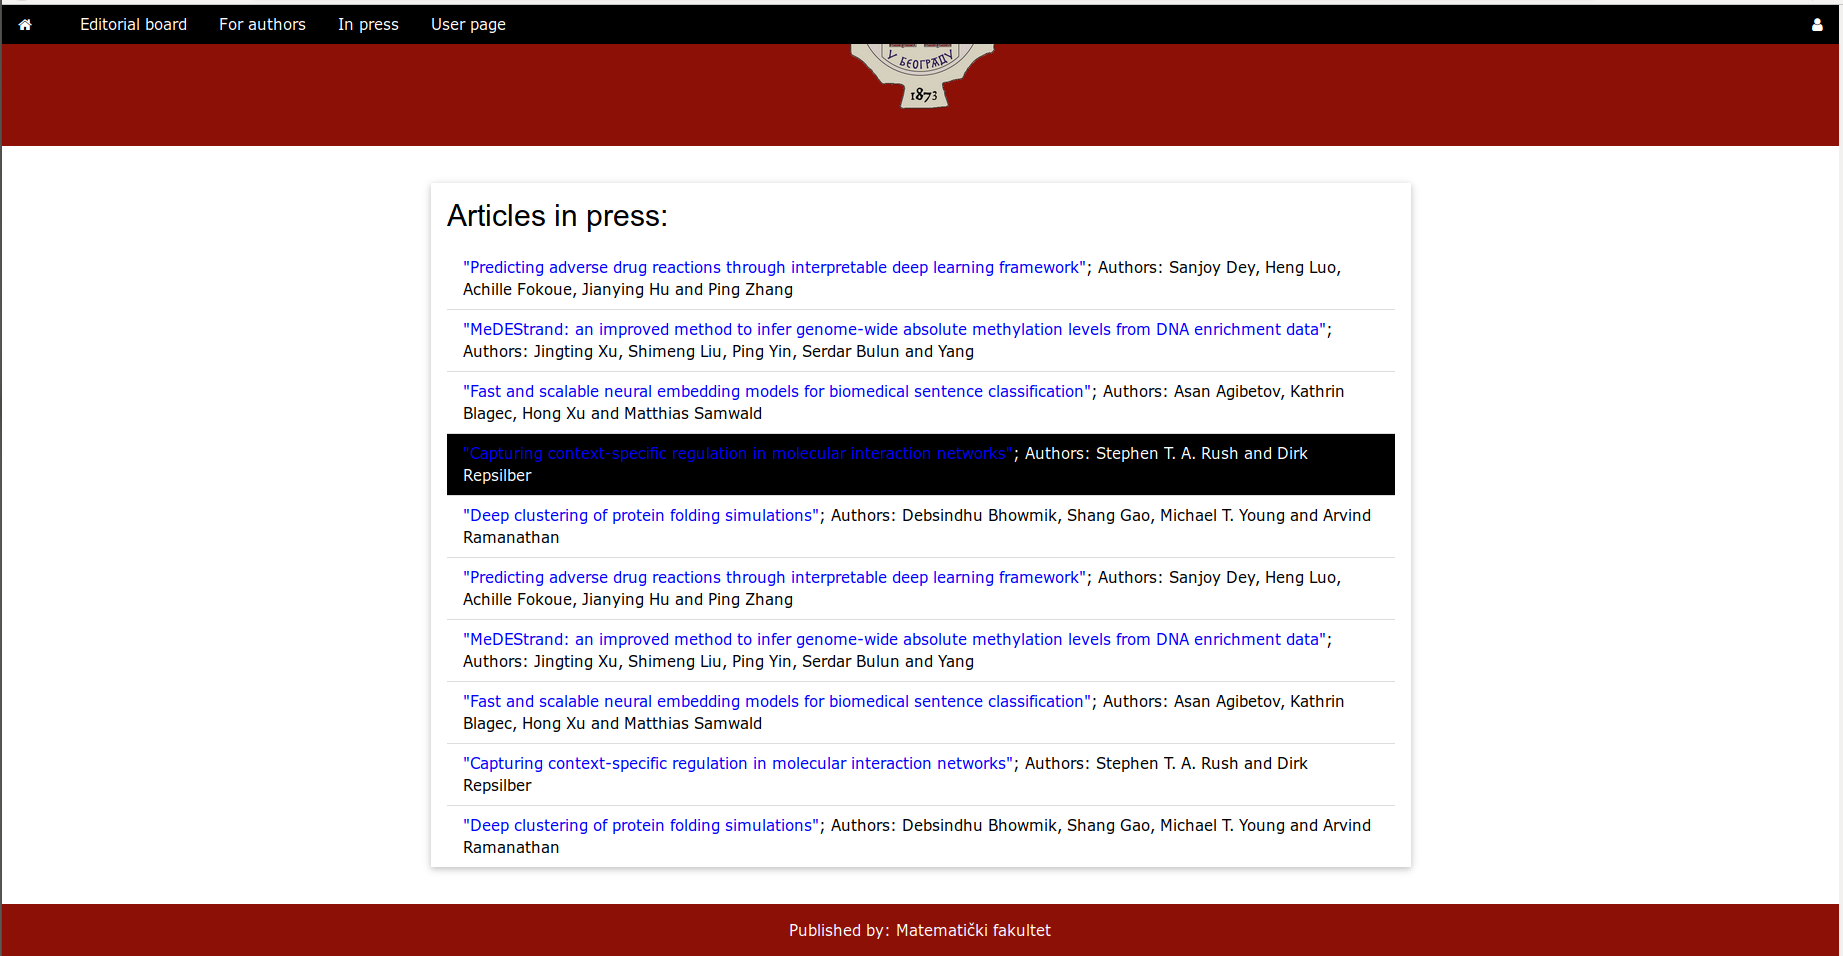 Editorial board For authors In press User page
У БЕОГРАДУ
1873
Articles in press:
"Predicting adverse drug reactions through interpretable deep learning framework"; Authors: Sanjoy Dey, Heng Luo,
Achille Fokoue, Jianying Hu and Ping Zhang
"MeDEStrand: an improved method to infer genome-wide absolute methylation levels from DNA enrichment data";
Authors: Jingting Xu, Shimeng Liu, Ping Yin, Serdar Bulun and Yang
"Fast and scalable neural embedding models for biomedical sentence classification"; Authors: Asan Agibetov, Kathrin
Blagec, Hong Xu and Matthias Samwald
"Capturing context-specific regulation in molecular interaction networks"; Authors: Stephen T. A. Rush and Dirk
Repsilber
"Deep clustering of protein folding simulations"; Authors: Debsindhu Bhowmik, Shang Gao, Michael T. Young and Arvind
Ramanathan
"Predicting adverse drug reactions through interpretable deep learning framework"; Authors: Sanjoy Dey, Heng Luo,
Achille Fokoue, Jianying Hu and Ping Zhang
"MeDEStrand: an improved method to infer genome-wide absolute methylation levels from DNA enrichment data";
Authors: Jingting Xu, Shimeng Liu, Ping Yin, Serdar Bulun and Yang
"Fast and scalable neural embedding models for biomedical sentence classification"; Authors: Asan Agibetov, Kathrin
Blagec, Hong Xu and Matthias Samwald
"Capturing context-specific regulation in molecular interaction networks"; Authors: Stephen T. A. Rush and Dirk
Repsilber
"Deep clustering of protein folding simulations"; Authors: Debsindhu Bhowmik, Shang Gao, Michael T. Young and Arvind
Ramanathan
Published by: Matematički fakultet